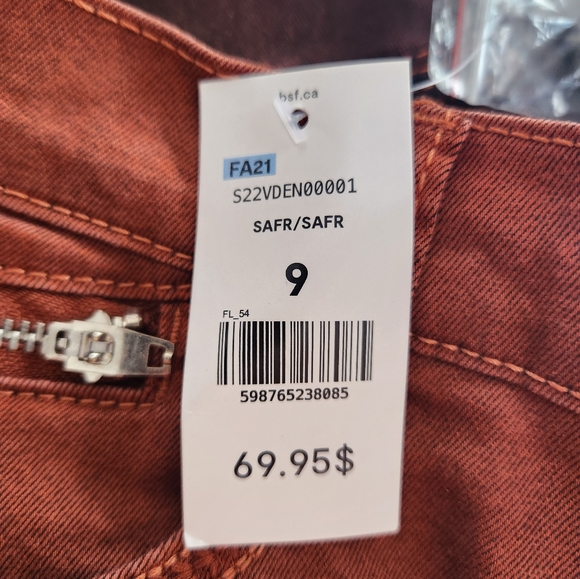 bsf.ca
FA21
S22VDEN00001
SAFR/SAFR
9
FL_54
598765238085
69.95$